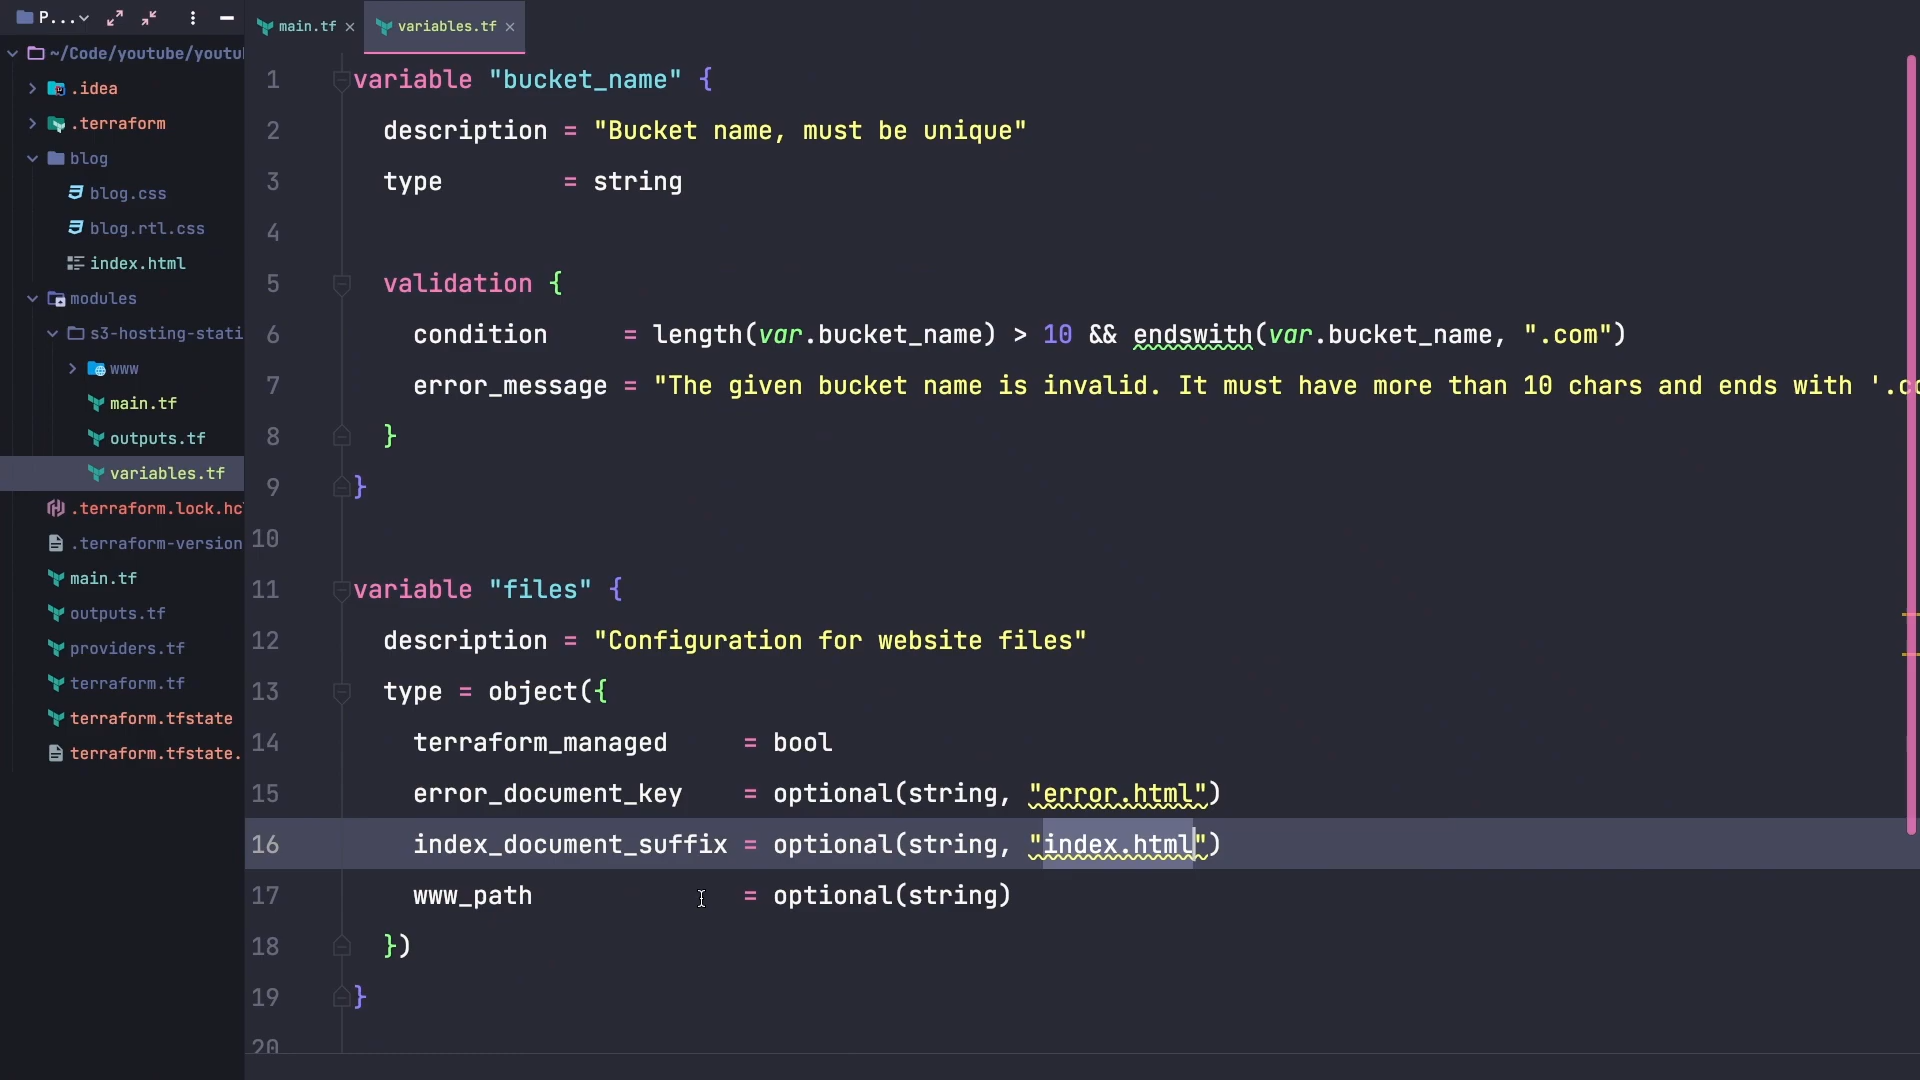 P...
main.tf
variables.tf
~/Code/youtube/youtu
.idea
.terraform
blog
blog.css
blog.rtl.css
index.html
modules
s3-hosting-stati
www
main.tf
outputs.tf
variables.tf
.terraform.lock.hc
.terraform-version
main.tf
outputs.tf
providers.tf
terraform.tf
terraform.tfstate
terraform.tfstate.
1 variable "bucket_name" {
2 description = "Bucket name, must be unique"
3 type = string
4
5 validation {
6 condition = length(var.bucket_name) > 10 && endswith(var.bucket_name, ".com")
7 error_message = "The given bucket name is invalid. It must have more than 10 chars and ends with '.co
8 }
9 }
10
11 variable "files" {
12 description = "Configuration for website files"
13 type = object({
14 terraform_managed = bool
15 error_document_key = optional(string, "error.html")
16 index_document_suffix = optional(string, "index.html")
17 www_path = optional(string)
18 })
19 }
20